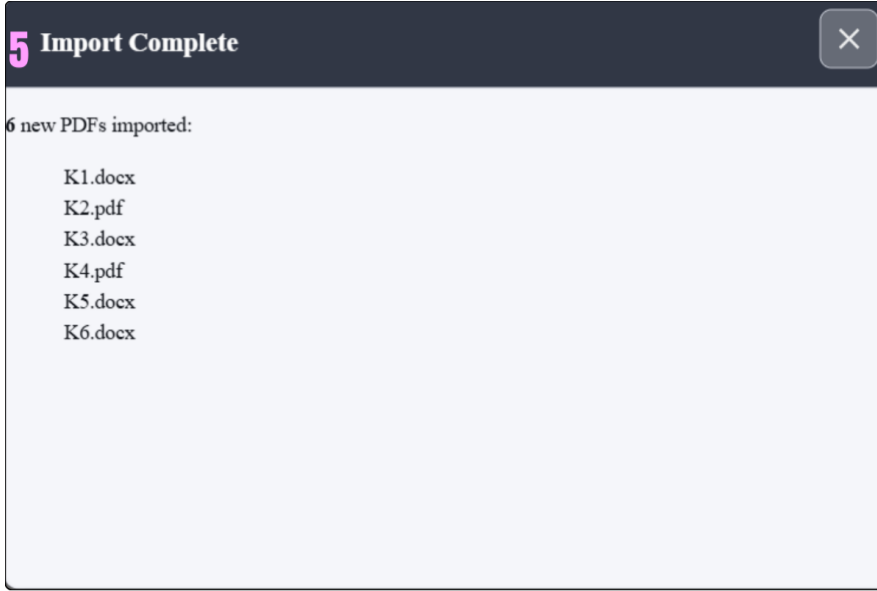 5 Import Complete
6 new PDFs imported:
K1.docx
K2.pdf
K3.docx
K4.pdf
K5.docx
K6.docx